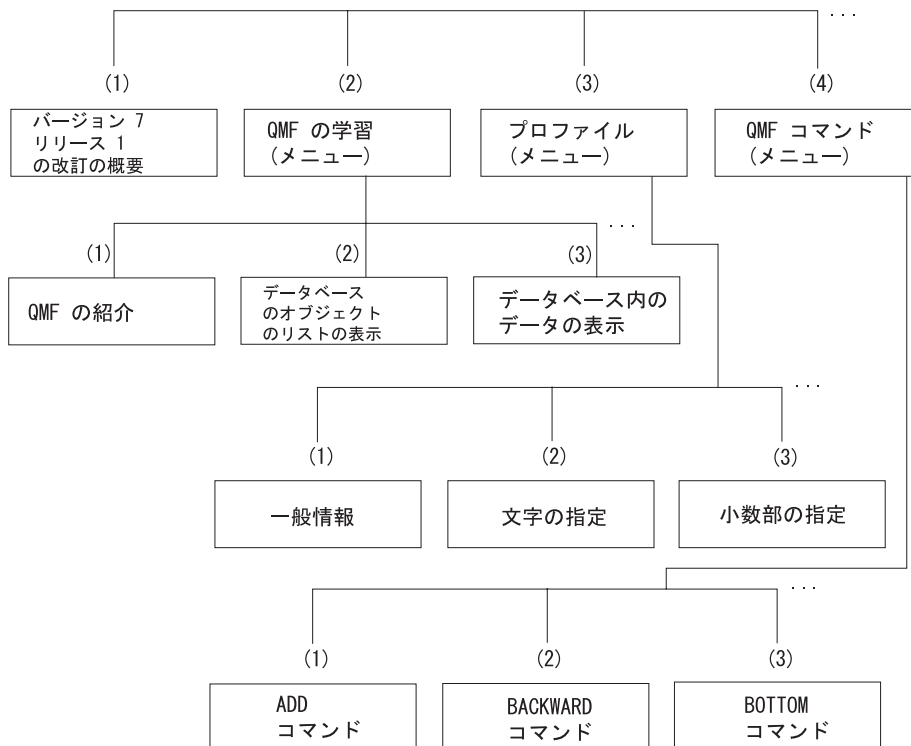 ...
(1)
(2)
(3)
(4)
バージョン 7
リリース 1
の改訂の概要
QMF の学習
(メニュー)
プロファイル
(メニュー)
QMF コマンド
(メニュー)
...
(1)
(2)
(3)
QMF の紹介
データベース
のオブジェクト
のリストの表示
データベース内の
データの表示
...
(1)
(2)
(3)
一般情報
文字の指定
小数部の指定
...
(1)
(2)
(3)
ADD
コマンド
BACKWARD
コマンド
BOTTOM
コマンド